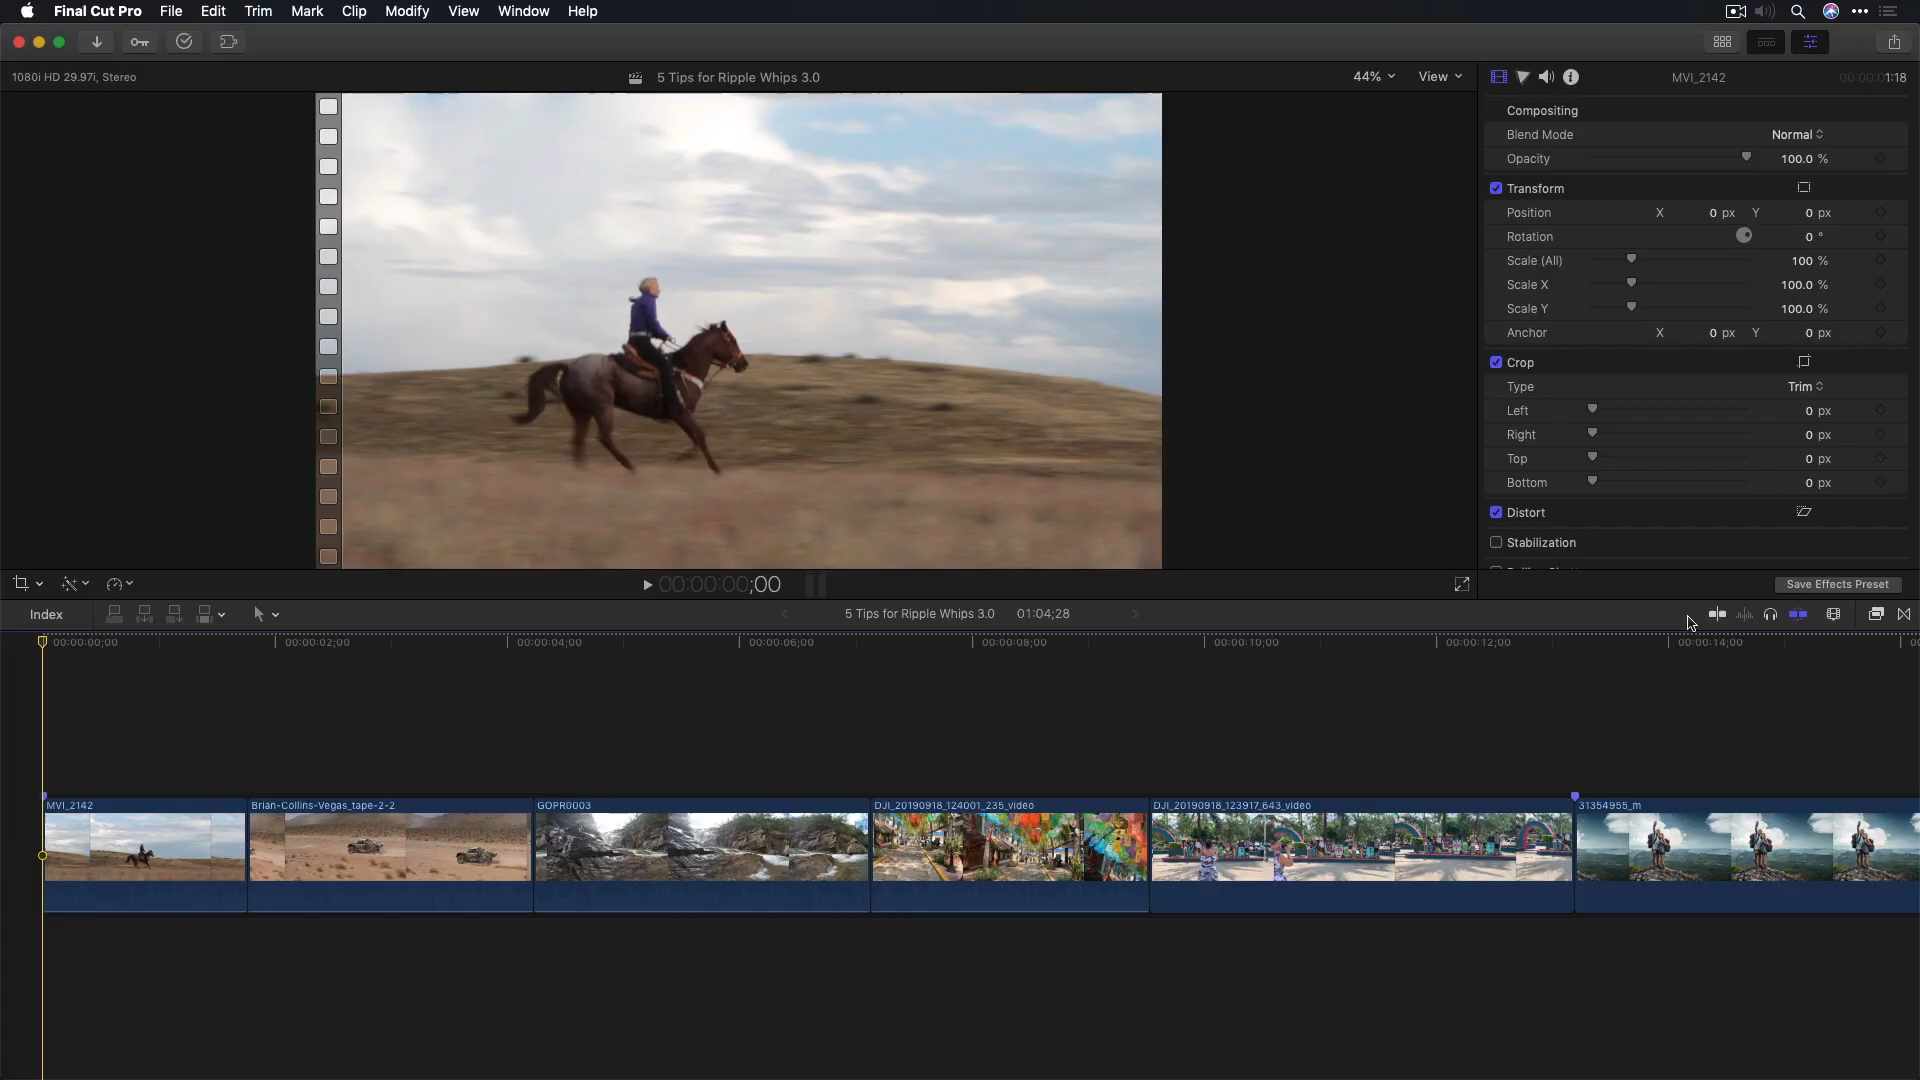 Final Cut Pro File Edit Trim Mark Clip Modify View Window Help
1080i HD 29.97i, Stereo
5 Tips for Ripple Whips 3.0
44%
View
MVI_2142
00:00:01:18
Compositing
Blend Mode Normal
Opacity 100.0 %
Transform
Position X 0 px Y 0 px
Rotation 0 °
Scale (All) 100 %
Scale X 100.0 %
Scale Y 100.0 %
Anchor X 0 px Y 0 px
Crop
Type Trim
Left 0 px
Right 0 px
Top 0 px
Bottom 0 px
Distort
Stabilization
00:00:00;00
Save Effects Preset
Index
5 Tips for Ripple Whips 3.0 01:04;28
00:00:00;00 00:00:02;00 00:00:04;00 00:00:06;00 00:00:08;00 00:00:10;00 00:00:12;00 00:00:14;00
MVI_2142 Brian-Collins-Vegas_tape-2-2 GOPR0003 DJI_20190918_124001_235_video DJI_20190918_123917_643_video 31354955_m